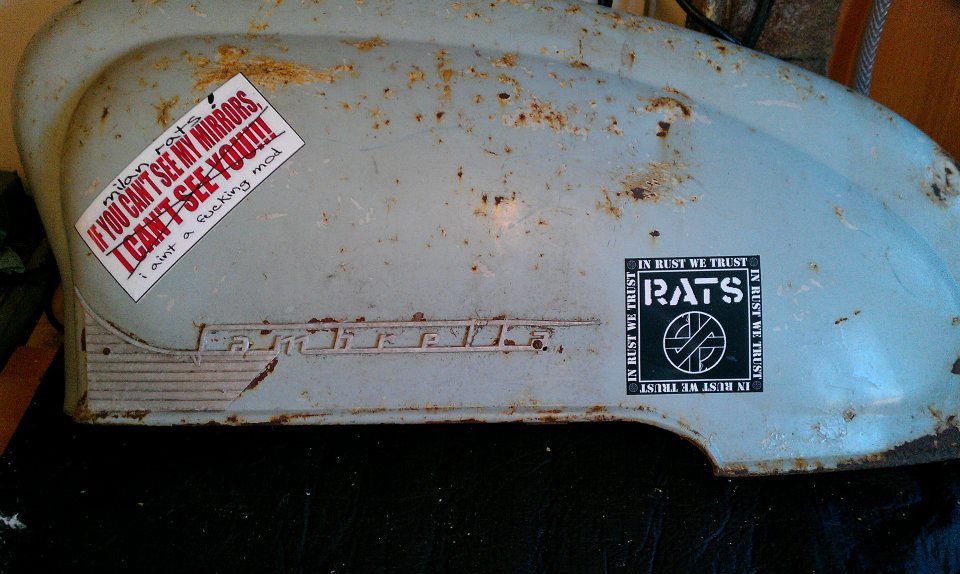 milan rats
IF YOU CAN'T SEE MY MIRRORS,
I CAN'T SEE YOU!!!
i aint a fucking mod
lambretta
IN RUST WE TRUST
IN RUST WE TRUST
RATS
IN RUST WE TRUST
IN RUST WE TRUST